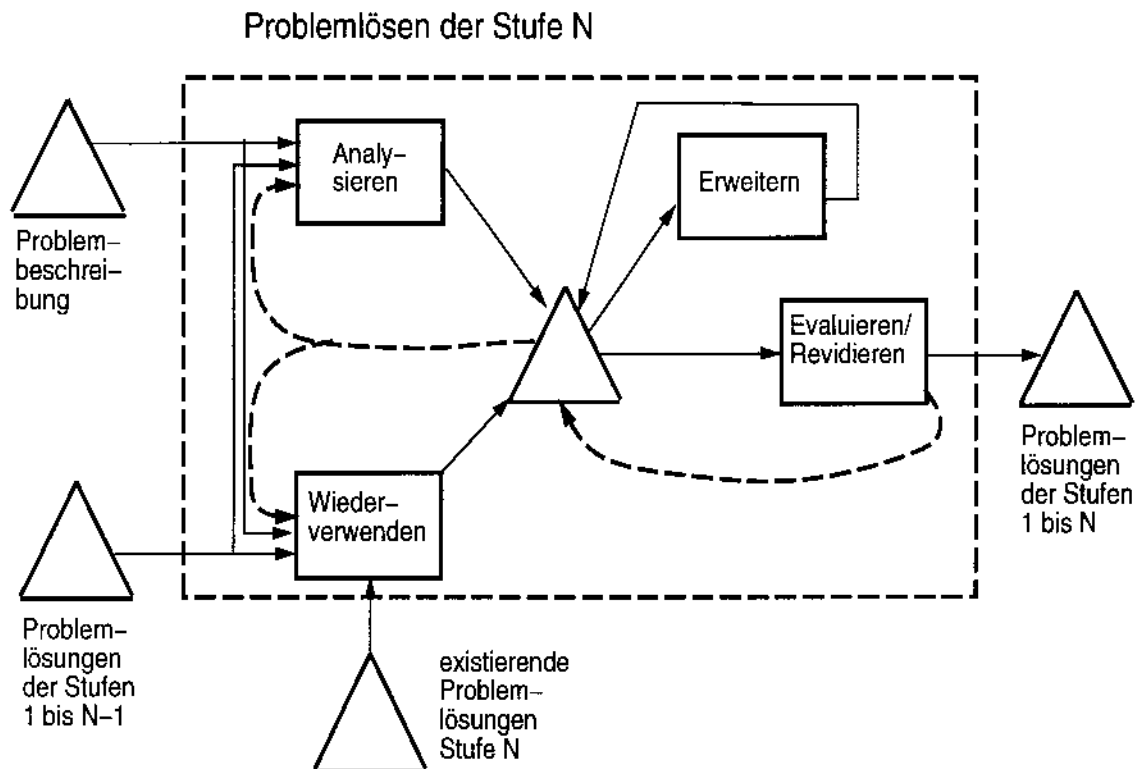 Problemlösen der Stufe N
Analy-
sieren
Erweitern
Problem-
beschrei-
bung
Evaluieren/
Revidieren
Wieder-
verwenden
Problem-
lösungen
der Stufen
1 bis N
Problem-
lösungen
der Stufen
1 bis N-1
existierende
Problem-
lösungen
Stufe N